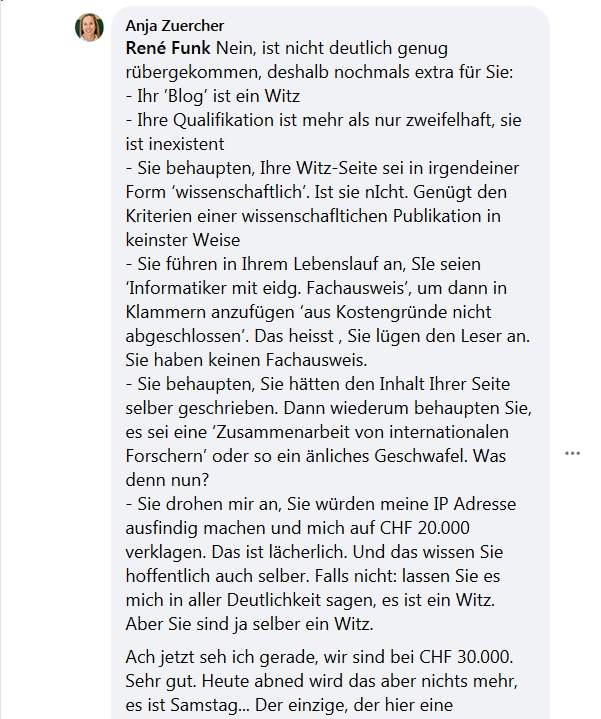 Anja Zuercher
René Funk Nein, ist nicht deutlich genug
rübergekommen, deshalb nochmals extra für Sie:
- Ihr ‘Blog’ ist ein Witz
- Ihre Qualifikation ist mehr als nur zweifelhaft, sie
ist inexistent
- Sie behaupten, Ihre Witz-Seite sei in irgendeiner
Form ‘wissenschaftlich’. Ist sie nIcht. Genügt den
Kriterien einer wissenschafltichen Publikation in
keinster Weise
- Sie führen in Ihrem Lebenslauf an, SIe seien
‘Informatiker mit eidg. Fachausweis’, um dann in
Klammern anzufügen ‘aus Kostengründe nicht
abgeschlossen’. Das heisst , Sie lügen den Leser an.
Sie haben keinen Fachausweis.
- Sie behaupten, Sie hätten den Inhalt Ihrer Seite
selber geschrieben. Dann wiederum behaupten Sie,
es sei eine ‘Zusammenarbeit von internationalen
Forschern’ oder so ein änliches Geschwafel. Was
denn nun?
- Sie drohen mir an, Sie würden meine IP Adresse
ausfindig machen und mich auf CHF 20.000
verklagen. Das ist lächerlich. Und das wissen Sie
hoffentlich auch selber. Falls nicht: lassen Sie es
mich in aller Deutlichkeit sagen, es ist ein Witz.
Aber Sie sind ja selber ein Witz.
Ach jetzt seh ich gerade, wir sind bei CHF 30.000.
Sehr gut. Heute abned wird das aber nichts mehr,
es ist Samstag... Der einzige, der hier eine